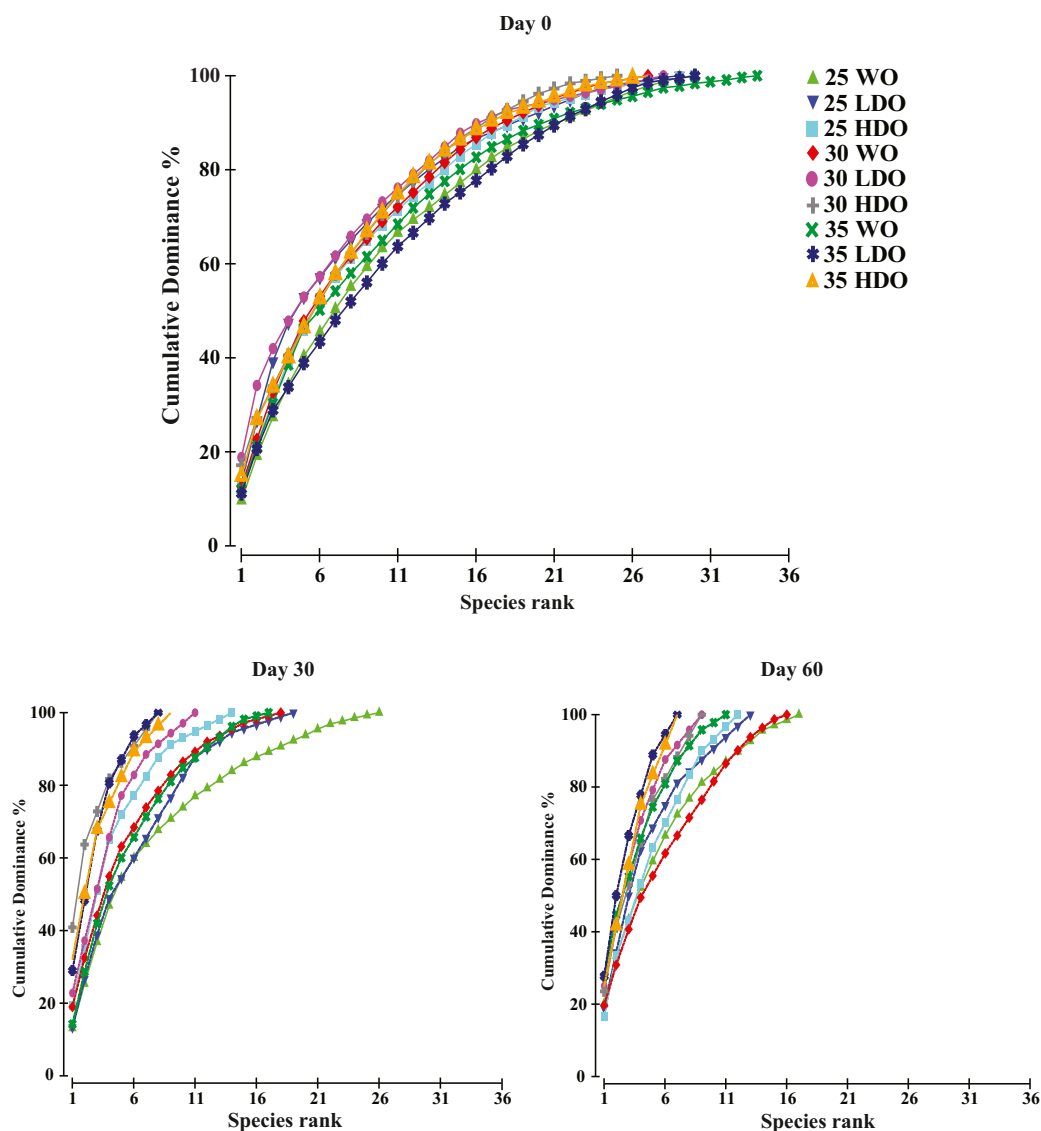 Day 0
Cumulative Dominance %
100
80
60
40
20
0
1 6 11 16 21 26 31 36
Species rank
25 WO
25 LDO
25 HDO
30 WO
30 LDO
30 HDO
35 WO
35 LDO
35 HDO
Day 30
Cumulative Dominance %
100
80
60
40
20
0
1 6 11 16 21 26 31 36
Species rank
Day 60
Cumulative Dominance %
100
80
60
40
20
0
1 6 11 16 21 26 31 36
Species rank